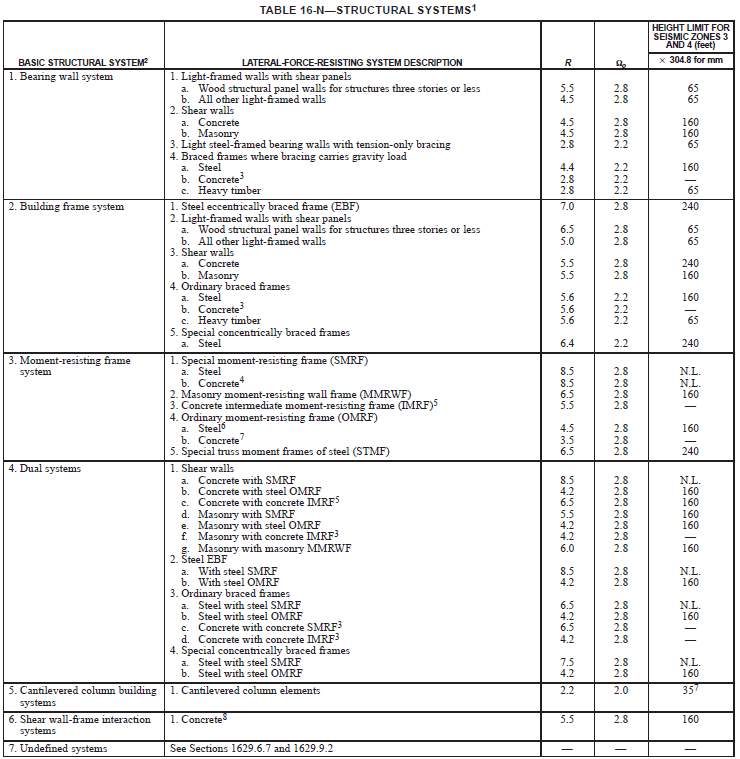 TABLE 16-N—STRUCTURAL SYSTEMS1
BASIC STRUCTURAL SYSTEM2 LATERAL-FORCE-RESISTING SYSTEM DESCRIPTION R Ωo HEIGHT LIMIT FOR SEISMIC ZONES 3 AND 4 (feet)
× 304.8 for mm
1. Bearing wall system 1. Light-framed walls with shear panels
a. Wood structural panel walls for structures three stories or less 5.5 2.8 65
b. All other light-framed walls 4.5 2.8 65
2. Shear walls
a. Concrete 4.5 2.8 160
b. Masonry 4.5 2.8 160
3. Light steel-framed bearing walls with tension-only bracing 2.8 2.2 65
4. Braced frames where bracing carries gravity load
a. Steel 4.4 2.2 160
b. Concrete3 2.8 2.2 —
c. Heavy timber 2.8 2.2 65
2. Building frame system 1. Steel eccentrically braced frame (EBF) 7.0 2.8 240
2. Light-framed walls with shear panels
a. Wood structural panel walls for structures three stories or less 6.5 2.8 65
b. All other light-framed walls 5.0 2.8 65
3. Shear walls
a. Concrete 5.5 2.8 240
b. Masonry 5.5 2.8 160
4. Ordinary braced frames
a. Steel 5.6 2.2 160
b. Concrete3 5.6 2.2 —
c. Heavy timber 5.6 2.2 65
5. Special concentrically braced frames
a. Steel 6.4 2.2 240
3. Moment-resisting frame 1. Special moment-resisting frame (SMRF)
system a. Steel 8.5 2.8 N.L.
b. Concrete4 8.5 2.8 N.L.
2. Masonry moment-resisting wall frame (MMRWF) 6.5 2.8 160
3. Concrete intermediate moment-resisting frame (IMRF)5 5.5 2.8 —
4. Ordinary moment-resisting frame (OMRF)
a. Steel6 4.5 2.8 160
b. Concrete7 3.5 2.8 —
5. Special truss moment frames of steel (STMF) 6.5 2.8 240
4. Dual systems 1. Shear walls
a. Concrete with SMRF 8.5 2.8 N.L.
b. Concrete with steel OMRF 4.2 2.8 160
c. Concrete with concrete IMRF5 6.5 2.8 160
d. Masonry with SMRF 5.5 2.8 160
e. Masonry with steel OMRF 4.2 2.8 160
f. Masonry with concrete IMRF3 4.2 2.8 —
g. Masonry with masonry MMRWF 6.0 2.8 160
2. Steel EBF
a. With steel SMRF 8.5 2.8 N.L.
b. With steel OMRF 4.2 2.8 160
3. Ordinary braced frames
a. Steel with steel SMRF 6.5 2.8 N.L.
b. Steel with steel OMRF 4.2 2.8 160
c. Concrete with concrete SMRF3 6.5 2.8 —
d. Concrete with concrete IMRF3 4.2 2.8 —
4. Special concentrically braced frames
a. Steel with steel SMRF 7.5 2.8 N.L.
b. Steel with steel OMRF 4.2 2.8 160
5. Cantilevered column building 1. Cantilevered column elements 2.2 2.0 357
systems
6. Shear wall-frame interaction 1. Concrete8 5.5 2.8 160
systems
7. Undefined systems See Sections 1629.6.7 and 1629.9.2 — — —